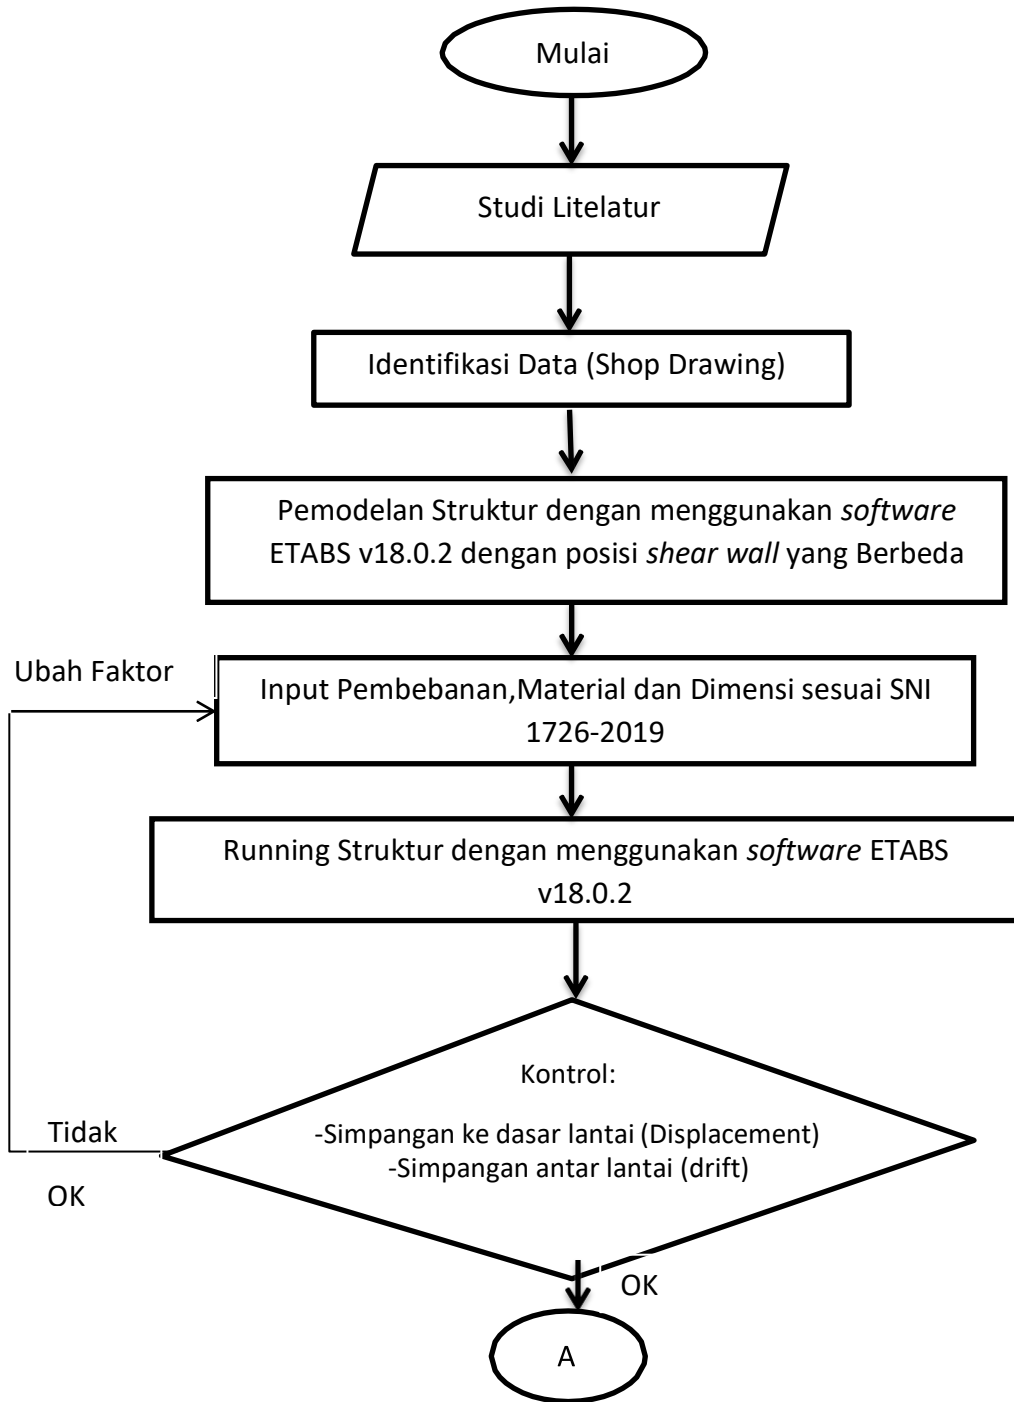 Mulai
Studi Litelatur
Identifikasi Data (Shop Drawing)
Pemodelan Struktur dengan menggunakan software
ETABS v18.0.2 dengan posisi shear wall yang Berbeda
Ubah Faktor
Input Pembebanan,Material dan Dimensi sesuai SNI
1726-2019
Running Struktur dengan menggunakan software ETABS
v18.0.2
Kontrol:
Tidak
-Simpangan ke dasar lantai (Displacement)
-Simpangan antar lantai (drift)
OK
OK
A